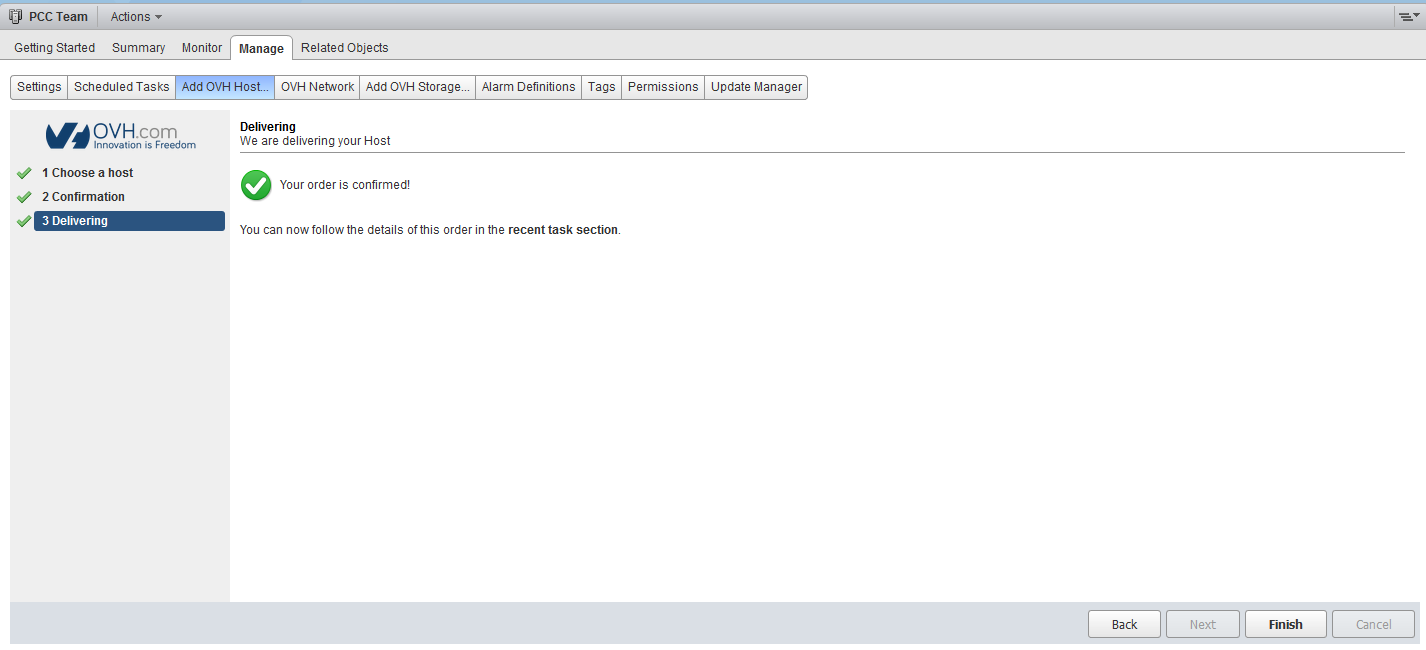 PCC Team Actions
Getting Started Summary Monitor Manage Related Objects
Settings Scheduled Tasks Add OVH Host... OVH Network Add OVH Storage... Alarm Definitions Tags Permissions Update Manager
OVH.com
Innovation is Freedom
1 Choose a host
2 Confirmation
3 Delivering
Delivering
We are delivering your Host
Your order is confirmed!
You can now follow the details of this order in the recent task section.
Back Next Finish Cancel